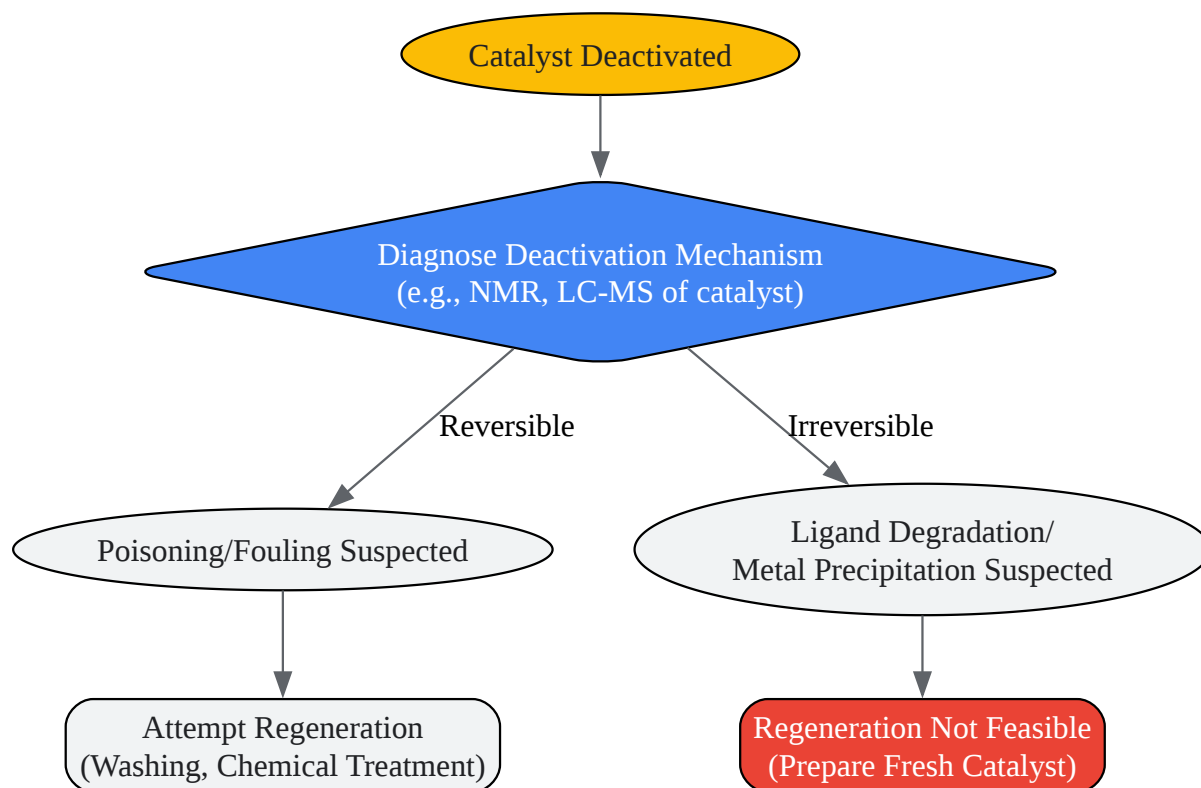 Catalyst Deactivated
Diagnose Deactivation Mechanism
(e.g., NMR, LC-MS of catalyst)
Reversible
Irreversible
Poisoning/Fouling Suspected
Ligand Degradation/
Metal Precipitation Suspected
Attempt Regeneration
(Washing, Chemical Treatment)
Regeneration Not Feasible
(Prepare Fresh Catalyst)